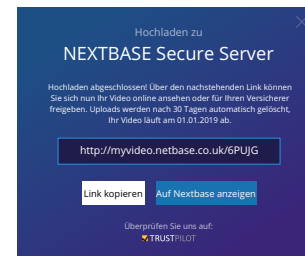 Hochladen zu
NEXTBASE Secure Server
Hochladen abgeschlossen! Über den nachstehenden Link können
Sie sich nun Ihr Video online ansehen oder für Ihren Versicherer
freigeben. Uploads werden nach 30 Tagen automatisch gelöscht,
Ihr Video läuft am 01.01.2019 ab.
http://myvideo.netbase.co.uk/6PUJG
Link kopieren
Auf Nextbase anzeigen
Überprüfen Sie uns auf:
TRUSTPILOT